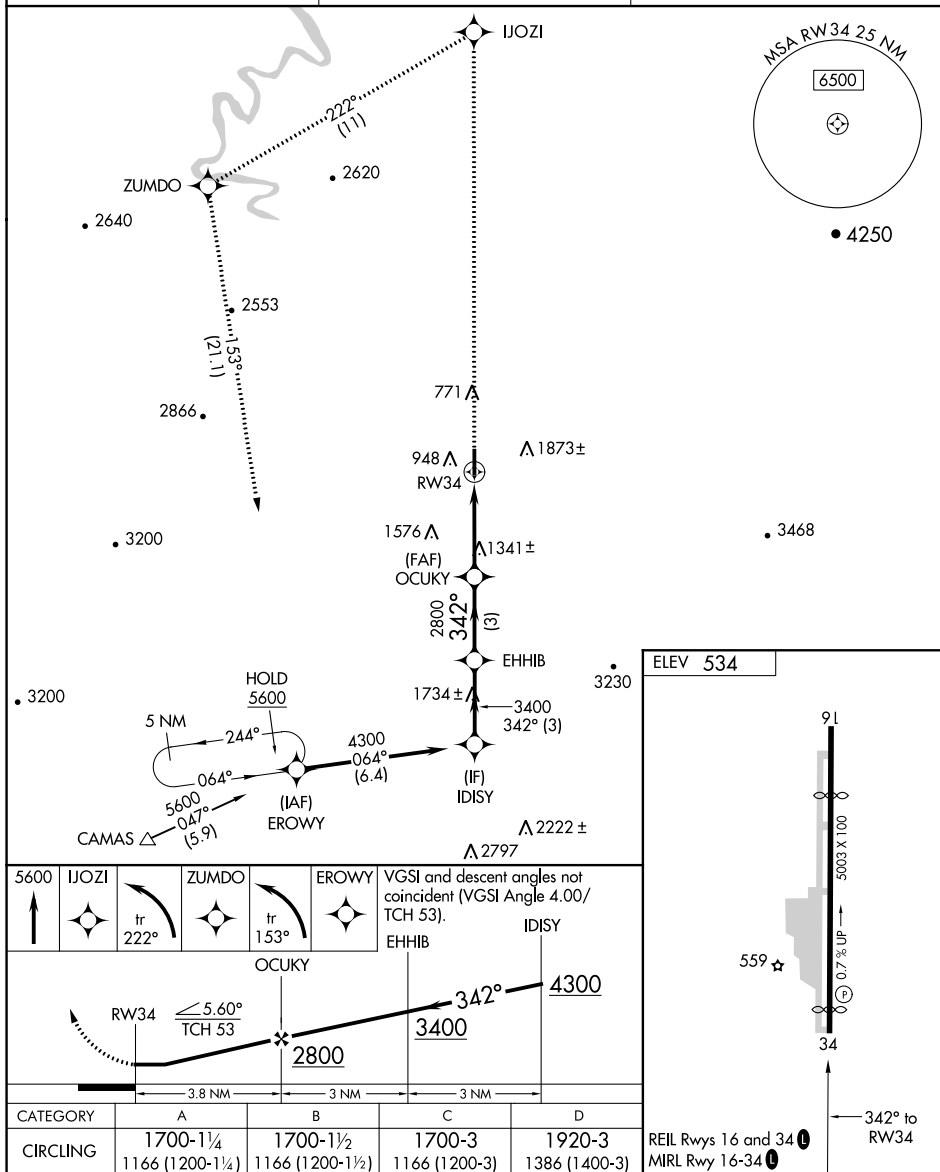 IJOZI
MSA RW34 25 NM
6500
222°
(11)
2620
ZUMDO
2640
4250
2553
153°
(21.1)
771
2866
948
1873±
RW34
1576
3468
3200
1341±
(FAF)
OCUKY
2800
342°
(3)
EHHIB
3230
3200
HOLD
5600
1734±
3400
342° (3)
5 NM
244°
4300
064°
(6.4)
064°
(IAF)
EROWY
(IF)
IDISY
5600
047°
(5.9)
CAMAS
2222±
2797
ELEV 534
16
5003 X 100
0.7% UP
559
P
34
342° to
RW34
REIL Rwys 16 and 34 L
MIRL Rwy 16-34 L
5600
IJOZI
tr
222°
ZUMDO
tr
153°
EROWY
VGSI and descent angles not
coincident (VGSI Angle 4.00/
TCH 53).
IDISY
EHHIB
OCUKY
RW34
5.60°
TCH 53
342°
4300
3400
2800
3.8 NM
3 NM
3 NM
CATEGORY A B C D
CIRCLING
1700-1¼ 1700-1½ 1700-3 1920-3
1166 (1200-1¼) 1166 (1200-1½) 1166 (1200-3) 1386 (1400-3)